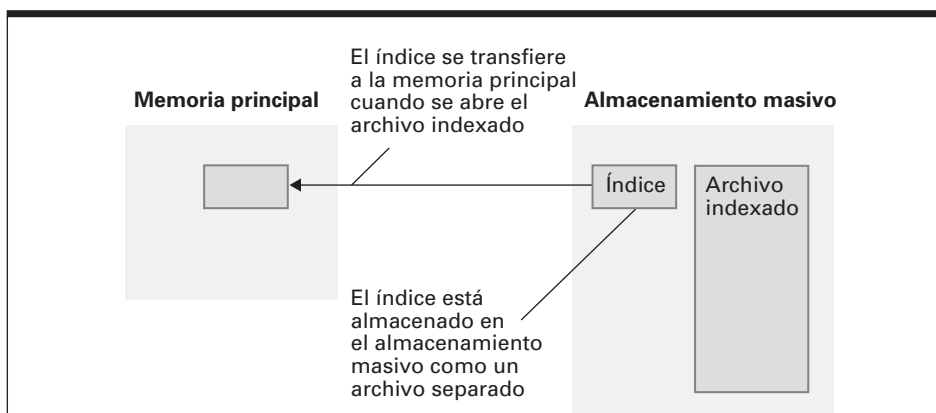 El índice se transfiere
a la memoria principal
cuando se abre el
archivo indexado
Memoria principal
Almacenamiento masivo
Índice
Archivo
indexado
El índice está
almacenado en
el almacenamiento
masivo como un
archivo separado